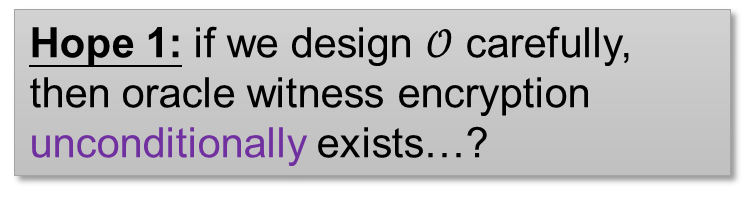 Hope 1: if we design 𝒪 carefully,
then oracle witness encryption
unconditionally exists…?